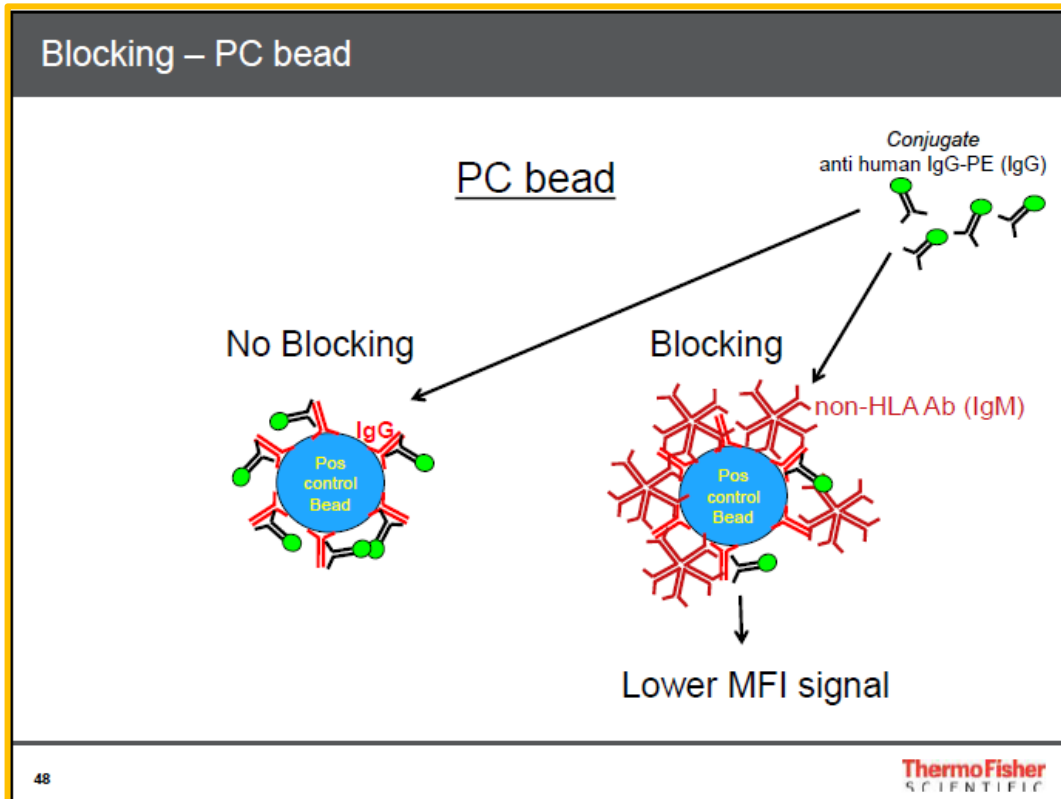 Blocking – PC bead
Conjugate
anti human IgG-PE (IgG)
PC bead
No Blocking
Blocking
non-HLA Ab (IgM)
IgG
Pos
control
Bead
Pos
control
Bead
Lower MFI signal
48
ThermoFisher
SCIENTIFIC